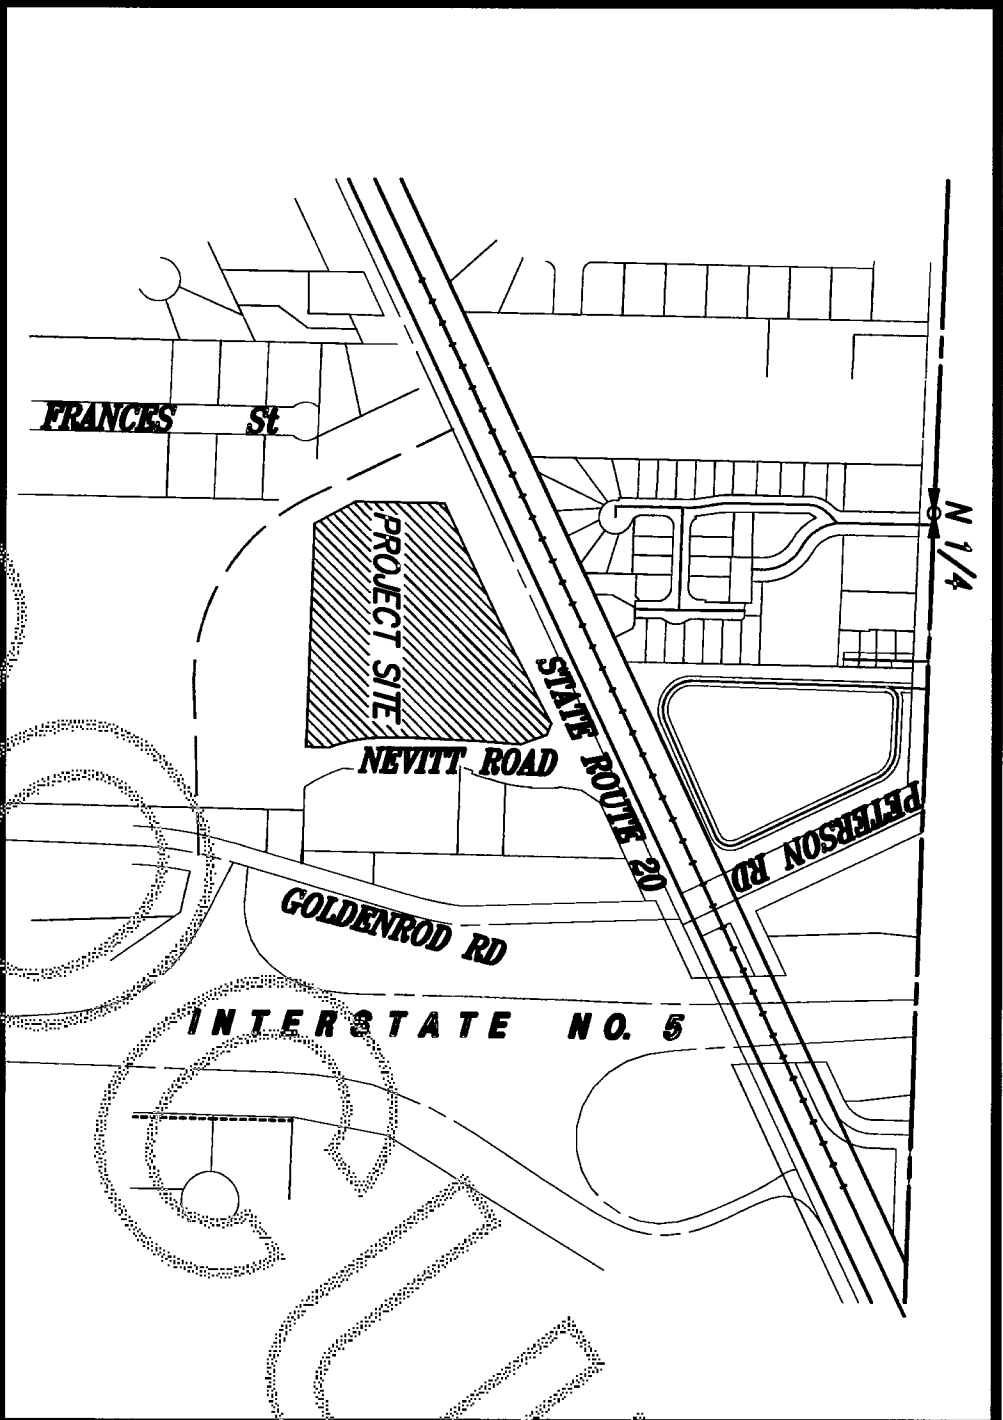 N 1/4
FRANCES St
PROJECT SITE
STATE ROUTE 20
NEVITT ROAD
PETERSON RD
GOLDENROD RD
INTERSTATE NO. 5